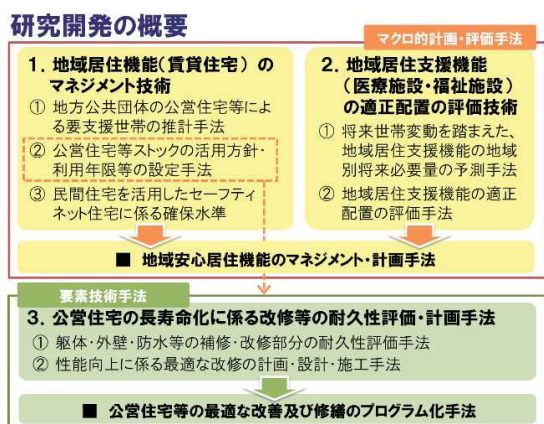 研究開発の概要
マクロ的計画・評価手法
1. 地域居住機能(賃貸住宅)の
マネジメント技術
① 地方公共団体の公営住宅等によ
る要支援世帯の推計手法
② 公営住宅等ストックの活用方針・
利用年限等の設定手法
③ 民間住宅を活用したセーフティ
ネット住宅に係る確保水準
2. 地域居住支援機能
(医療施設・福祉施設)
の適正配置の評価技術
① 将来世帯変動を踏まえた、
地域居住支援機能の地域
別将来必要量の予測手法
② 地域居住支援機能の適正
配置の評価手法
■ 地域安心居住機能のマネジメント・計画手法
要素技術手法
3. 公営住宅の長寿命化に係る改修等の耐久性評価・計画手法
① 躯体・外壁・防水等の補修・改修部分の耐久性評価手法
② 性能向上に係る最適な改修の計画・設計・施工手法
■ 公営住宅等の最適な改善及び修繕のプログラム化手法